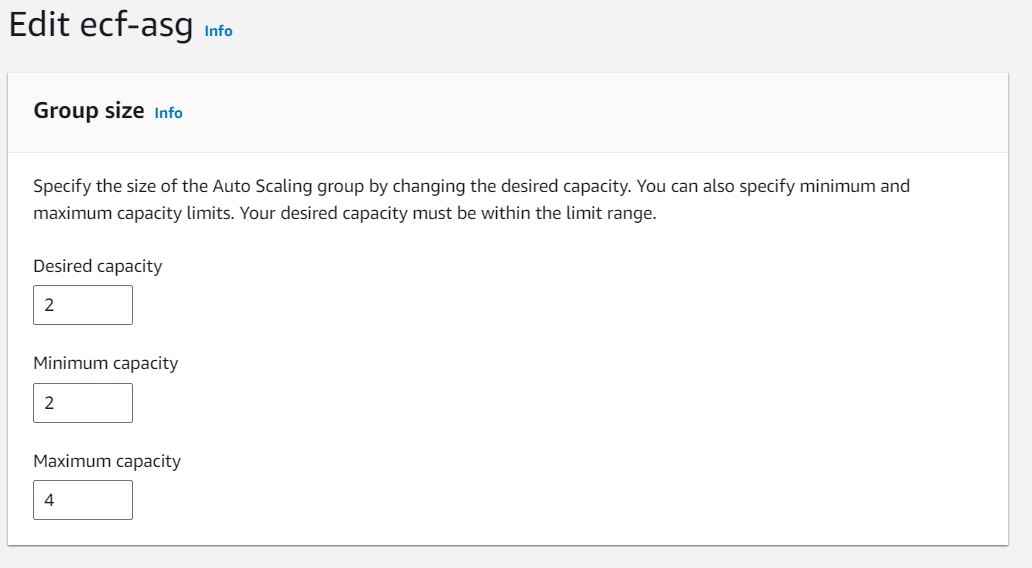 Edit ecf-asg Info
Group size Info
Specify the size of the Auto Scaling group by changing the desired capacity. You can also specify minimum and
maximum capacity limits. Your desired capacity must be within the limit range.
Desired capacity
2
Minimum capacity
2
Maximum capacity
4